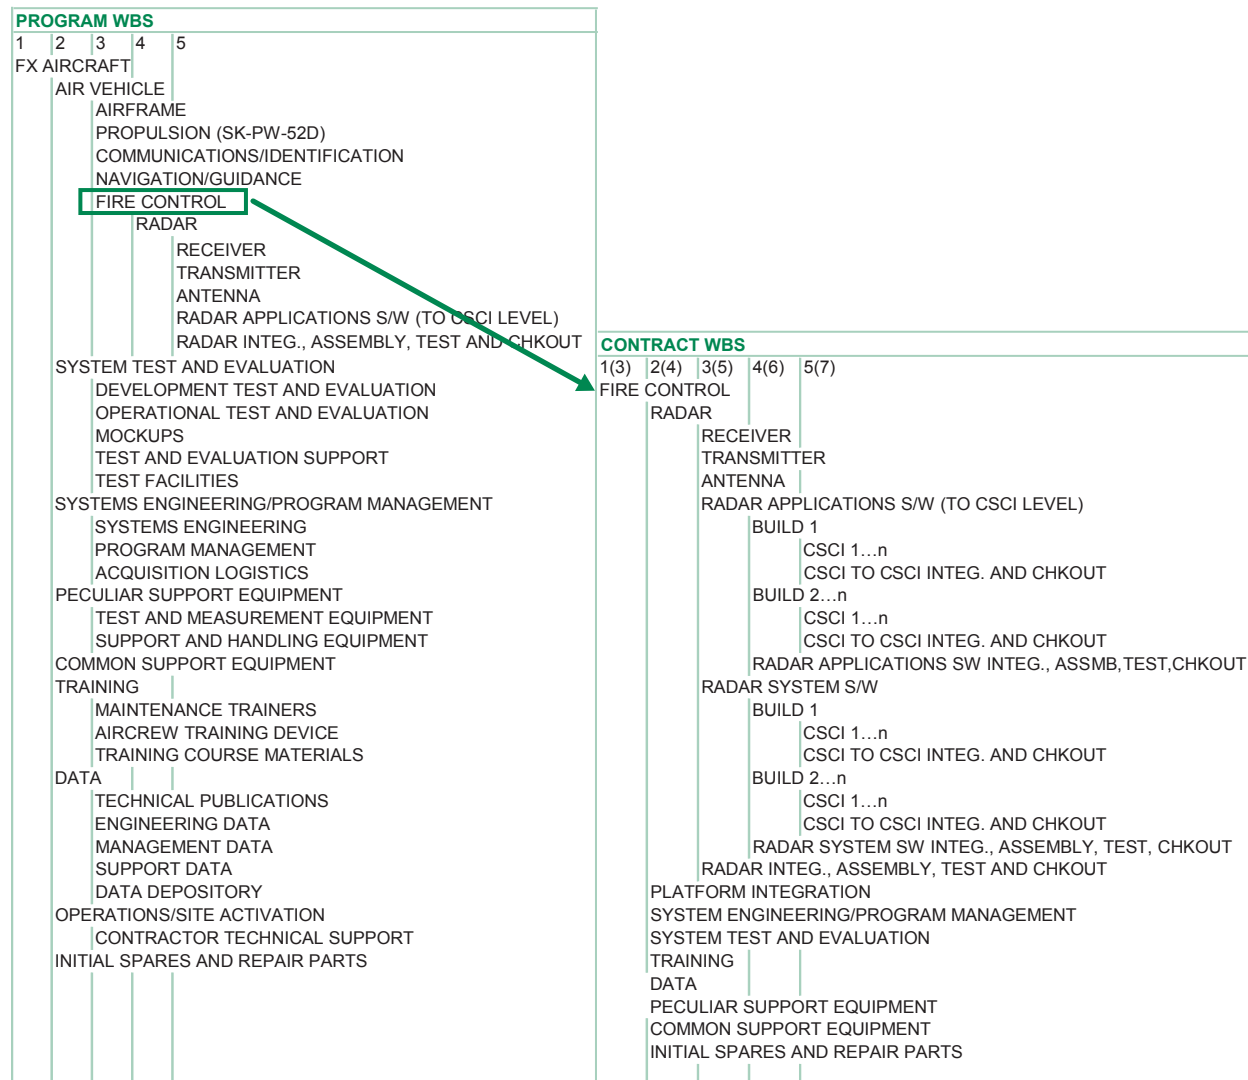 PROGRAM WBS
1 2 3 4 5
FX AIRCRAFT
AIR VEHICLE
AIRFRAME
PROPULSION (SK-PW-52D)
COMMUNICATIONS/IDENTIFICATION
NAVIGATION/GUIDANCE
FIRE CONTROL
RADAR
RECEIVER
TRANSMITTER
ANTENNA
RADAR APPLICATIONS S/W (TO CSCI LEVEL)
RADAR INTEG., ASSEMBLY, TEST AND CHKOUT
SYSTEM TEST AND EVALUATION
DEVELOPMENT TEST AND EVALUATION
OPERATIONAL TEST AND EVALUATION
MOCKUPS
TEST AND EVALUATION SUPPORT
TEST FACILITIES
SYSTEMS ENGINEERING/PROGRAM MANAGEMENT
SYSTEMS ENGINEERING
PROGRAM MANAGEMENT
ACQUISITION LOGISTICS
PECULIAR SUPPORT EQUIPMENT
TEST AND MEASUREMENT EQUIPMENT
SUPPORT AND HANDLING EQUIPMENT
COMMON SUPPORT EQUIPMENT
TRAINING
MAINTENANCE TRAINERS
AIRCREW TRAINING DEVICE
TRAINING COURSE MATERIALS
DATA
TECHNICAL PUBLICATIONS
ENGINEERING DATA
MANAGEMENT DATA
SUPPORT DATA
DATA DEPOSITORY
OPERATIONS/SITE ACTIVATION
CONTRACTOR TECHNICAL SUPPORT
INITIAL SPARES AND REPAIR PARTS
CONTRACT WBS
1(3) 2(4) 3(5) 4(6) 5(7)
FIRE CONTROL
RADAR
RECEIVER
TRANSMITTER
ANTENNA
RADAR APPLICATIONS S/W (TO CSCI LEVEL)
BUILD 1
CSCI 1…n
CSCI TO CSCI INTEG. AND CHKOUT
BUILD 2…n
CSCI 1…n
CSCI TO CSCI INTEG. AND CHKOUT
RADAR APPLICATIONS SW INTEG., ASSMB,TEST,CHKOUT
RADAR SYSTEM S/W
BUILD 1
CSCI 1…n
CSCI TO CSCI INTEG. AND CHKOUT
BUILD 2…n
CSCI 1…n
CSCI TO CSCI INTEG. AND CHKOUT
RADAR SYSTEM SW INTEG., ASSEMBLY, TEST, CHKOUT
RADAR INTEG., ASSEMBLY, TEST AND CHKOUT
PLATFORM INTEGRATION
SYSTEM ENGINEERING/PROGRAM MANAGEMENT
SYSTEM TEST AND EVALUATION
TRAINING
DATA
PECULIAR SUPPORT EQUIPMENT
COMMON SUPPORT EQUIPMENT
INITIAL SPARES AND REPAIR PARTS